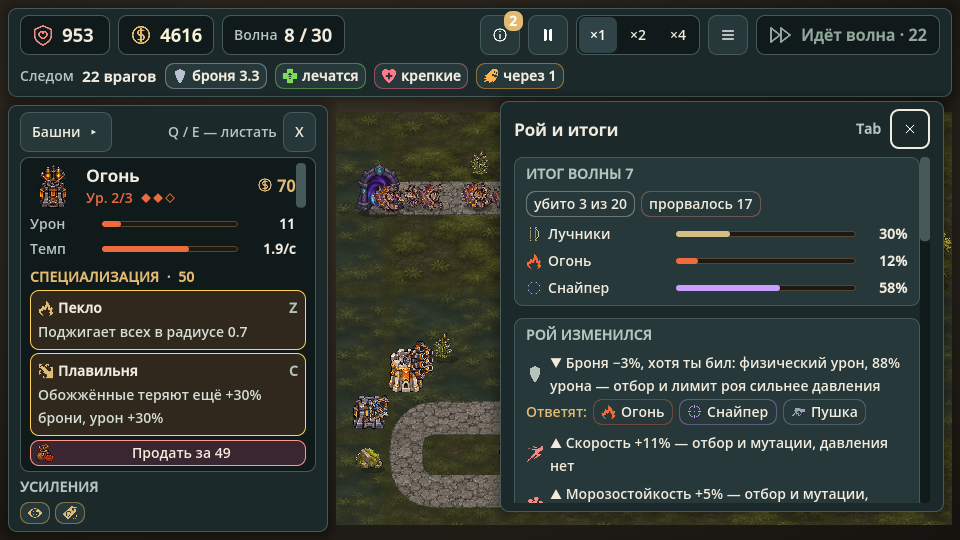 953
4616
Волна 8 / 30
2
×1
×2
×4
Идёт волна · 22
Следом 22 врагов
броня 3.3
лечатся
крепкие
через 1
Башни
Q / E — листать
X
Огонь
Ур. 2/3
70
Урон 11
Темп 1.9/с
СПЕЦИАЛИЗАЦИЯ · 50
Пекло Z
Поджигает всех в радиусе 0.7
Плавильня C
Обожжённые теряют ещё +30%
брони, урон +30%
Продать за 49
УСИЛЕНИЯ
Рой и итоги
Tab
ИТОГ ВОЛНЫ 7
убито 3 из 20
прорвалось 17
Лучники 30%
Огонь 12%
Снайпер 58%
РОЙ ИЗМЕНИЛСЯ
▼ Броня −3%, хотя ты бил: физический урон, 88%
урона — отбор и лимит роя сильнее давления
Ответят: Огонь Снайпер Пушка
▲ Скорость +11% — отбор и мутации, давления
нет
▲ Морозостойкость +5% — отбор и мутации,